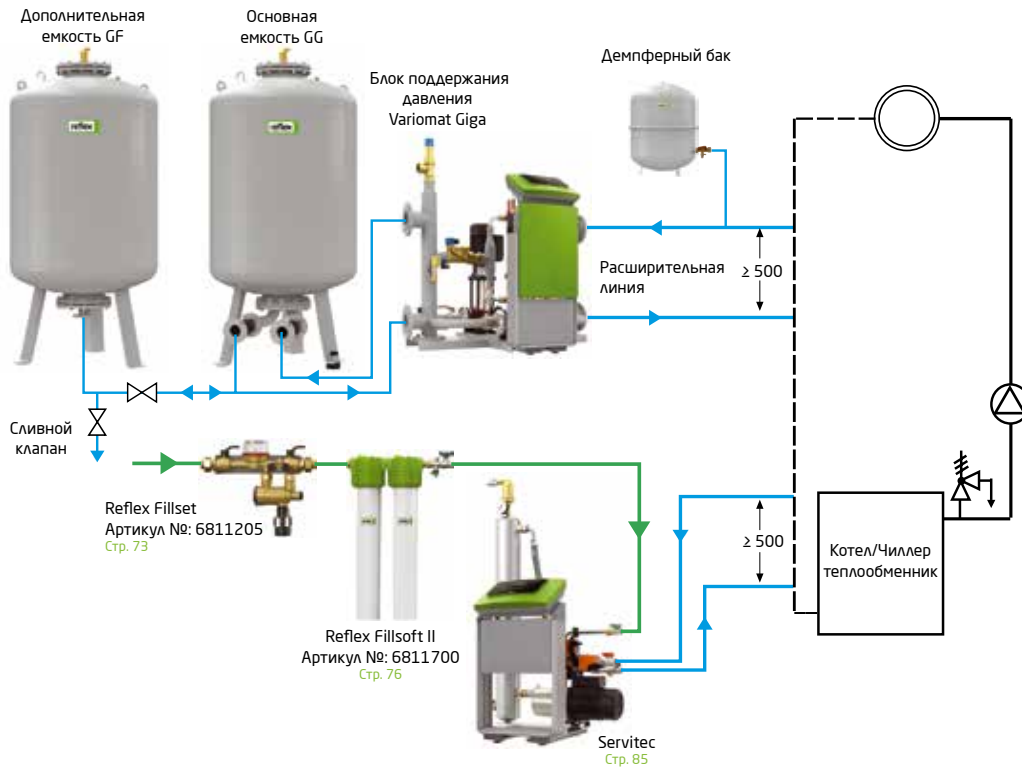 Дополнительная
емкость GF
Основная
емкость GG
Блок поддержания
давления
Variomat Giga
Демпферный бак
reflex
reflex
Расширительная
линия
≥ 500
Сливной
клапан
Reflex Fillset
Артикул №: 6811205
Стр. 73
≥ 500
Котел/Чиллер
теплообменник
Reflex Fillsoft II
Артикул №: 6811700
Стр. 76
Servitec
Стр. 85